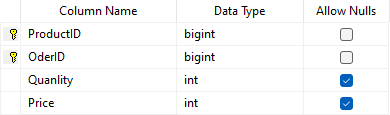 Column Name Data Type Allow Nulls
ProductID bigint
OderID bigint
Quanlity int
Price int